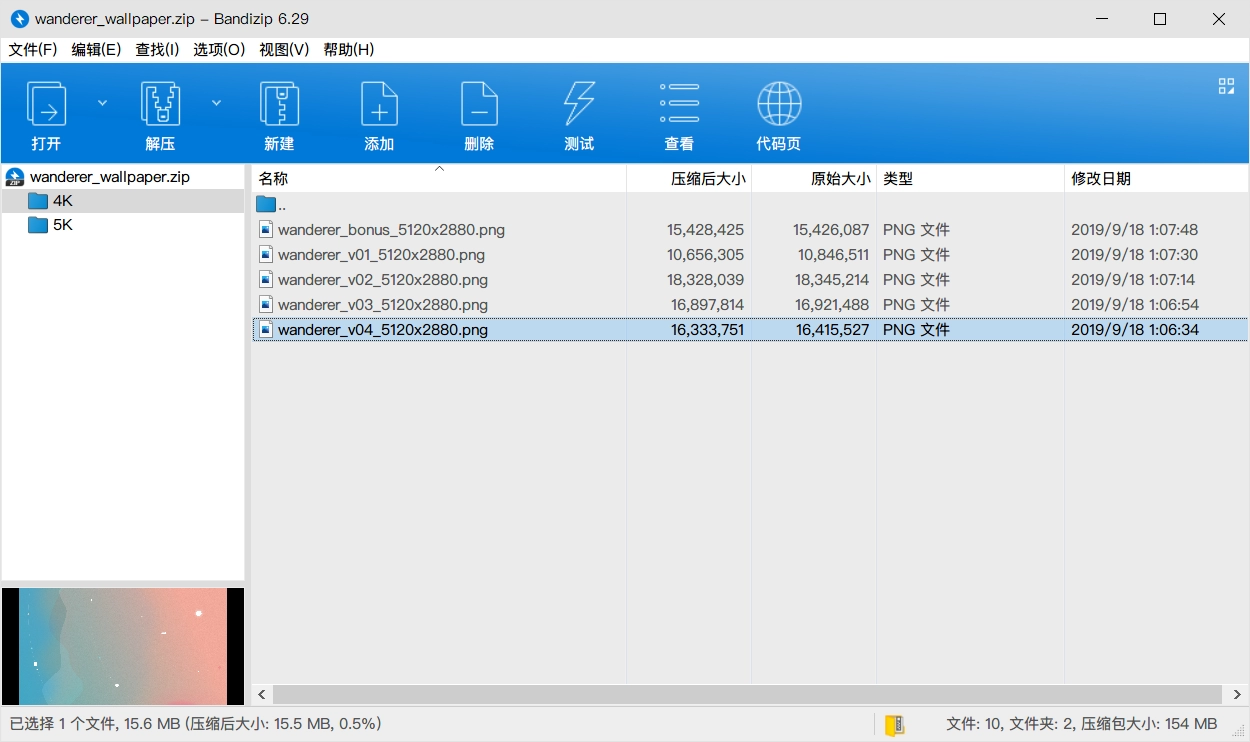 wanderer_wallpaper.zip – Bandizip 6.29
文件(F) 编辑(E) 查找(I) 选项(O) 视图(V) 帮助(H)
打开 解压 新建 添加 删除 测试 查看 代码页
wanderer_wallpaper.zip
4K
5K
名称 压缩后大小 原始大小 类型 修改日期
..
wanderer_bonus_5120x2880.png 15,428,425 15,426,087 PNG 文件 2019/9/18 1:07:48
wanderer_v01_5120x2880.png 10,656,305 10,846,511 PNG 文件 2019/9/18 1:07:30
wanderer_v02_5120x2880.png 18,328,039 18,345,214 PNG 文件 2019/9/18 1:07:14
wanderer_v03_5120x2880.png 16,897,814 16,921,488 PNG 文件 2019/9/18 1:06:54
wanderer_v04_5120x2880.png 16,333,751 16,415,527 PNG 文件 2019/9/18 1:06:34
已选择 1 个文件, 15.6 MB (压缩后大小: 15.5 MB, 0.5%) 文件: 10, 文件夹: 2, 压缩包大小: 154 MB